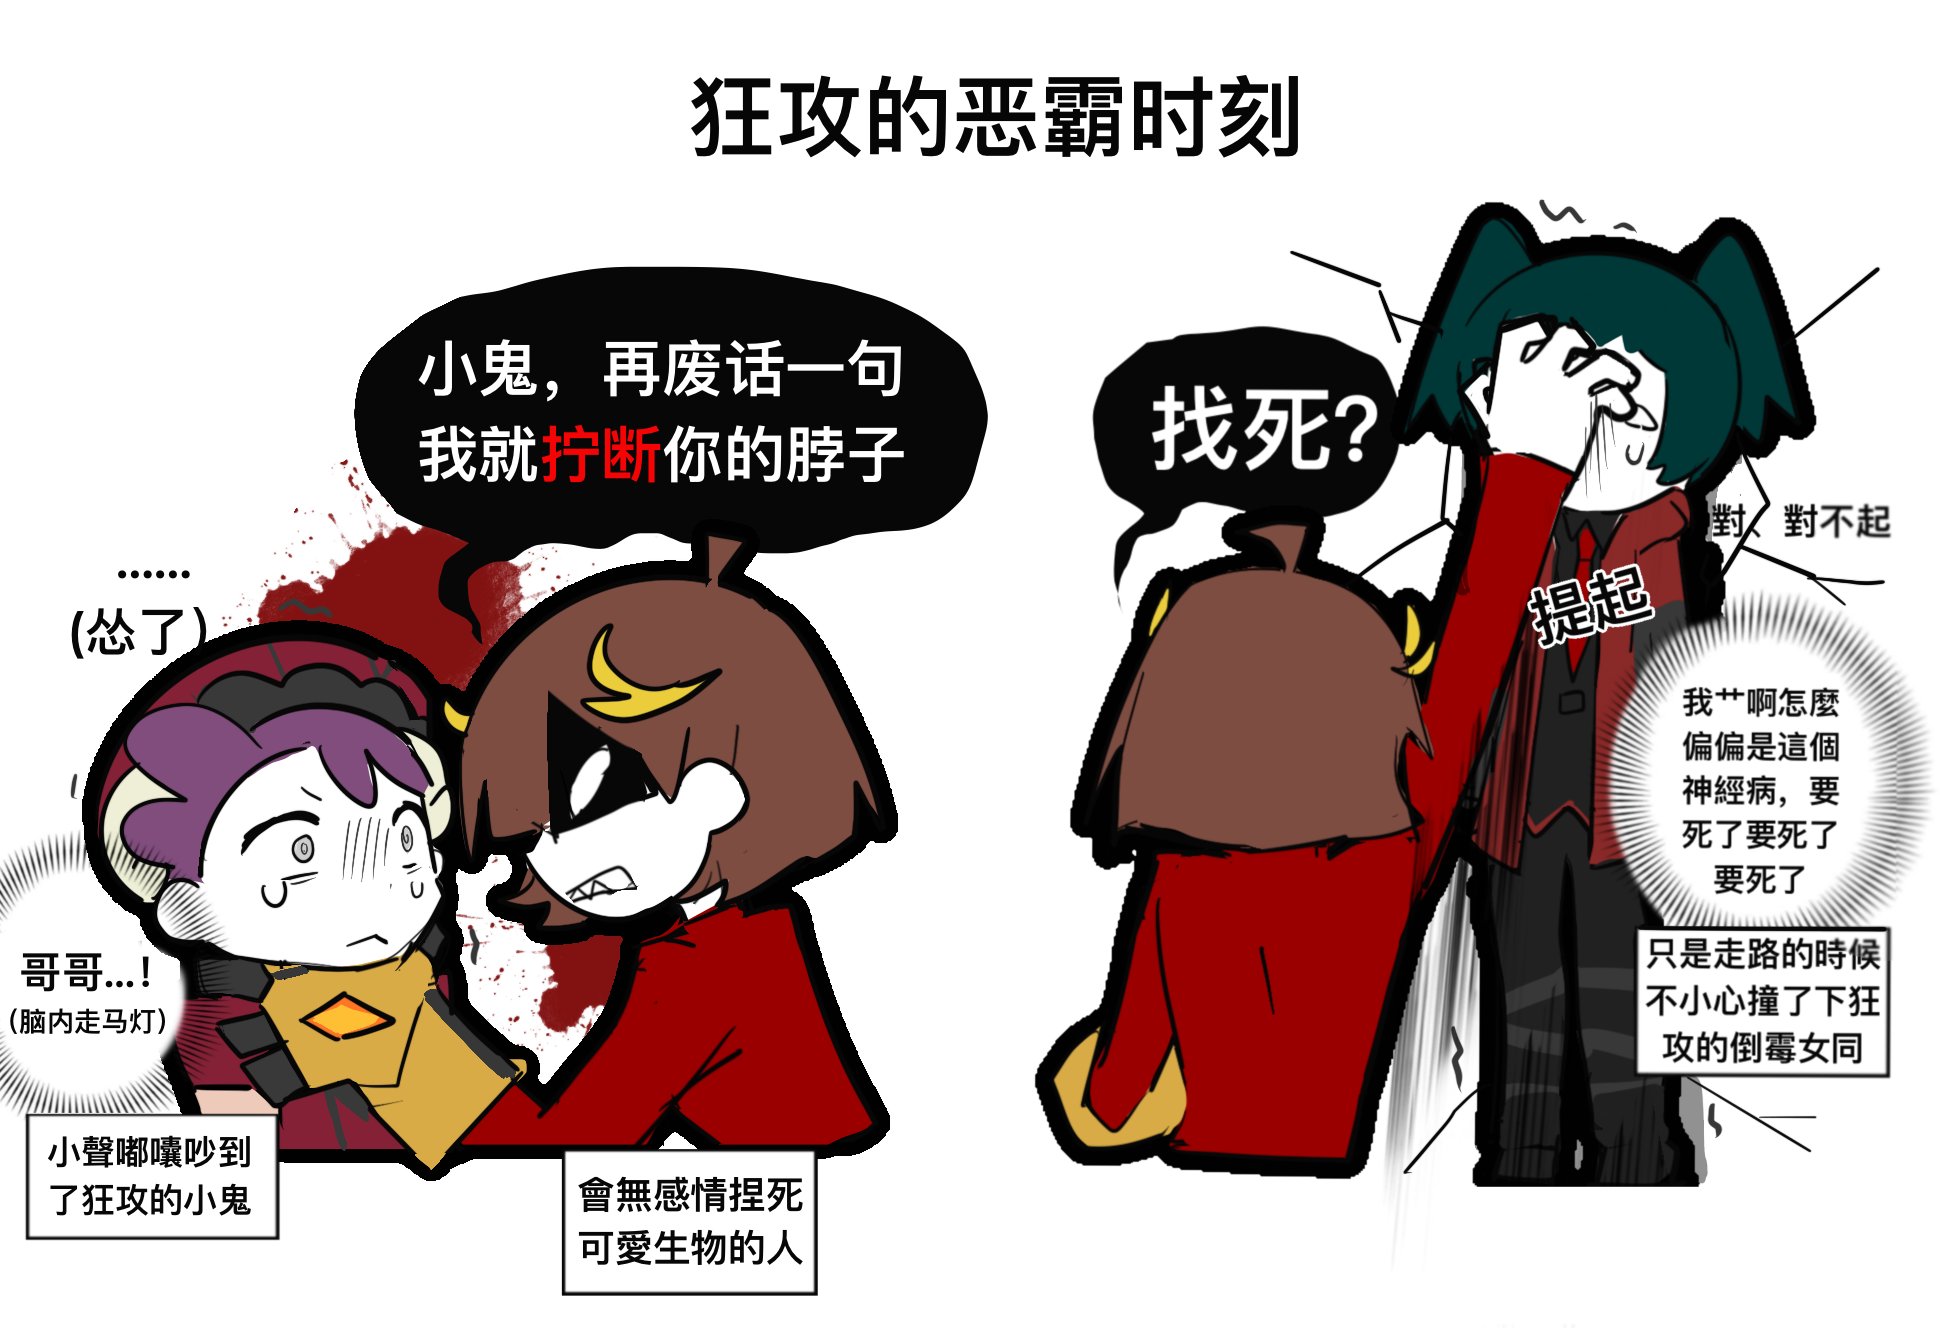 狂攻的恶霸时刻
小鬼，再废话一句
我就拧断你的脖子
......
(怂了)
哥哥...!
(脑内走马灯)
小聲嘟囔吵到
了狂攻的小鬼
會無感情捏死
可愛生物的人
找死?
對、對不起
提起
我艹啊怎麼
偏偏是這個
神經病，要
死了要死了
要死了
只是走路的時候
不小心撞了下狂
攻的倒霉女同